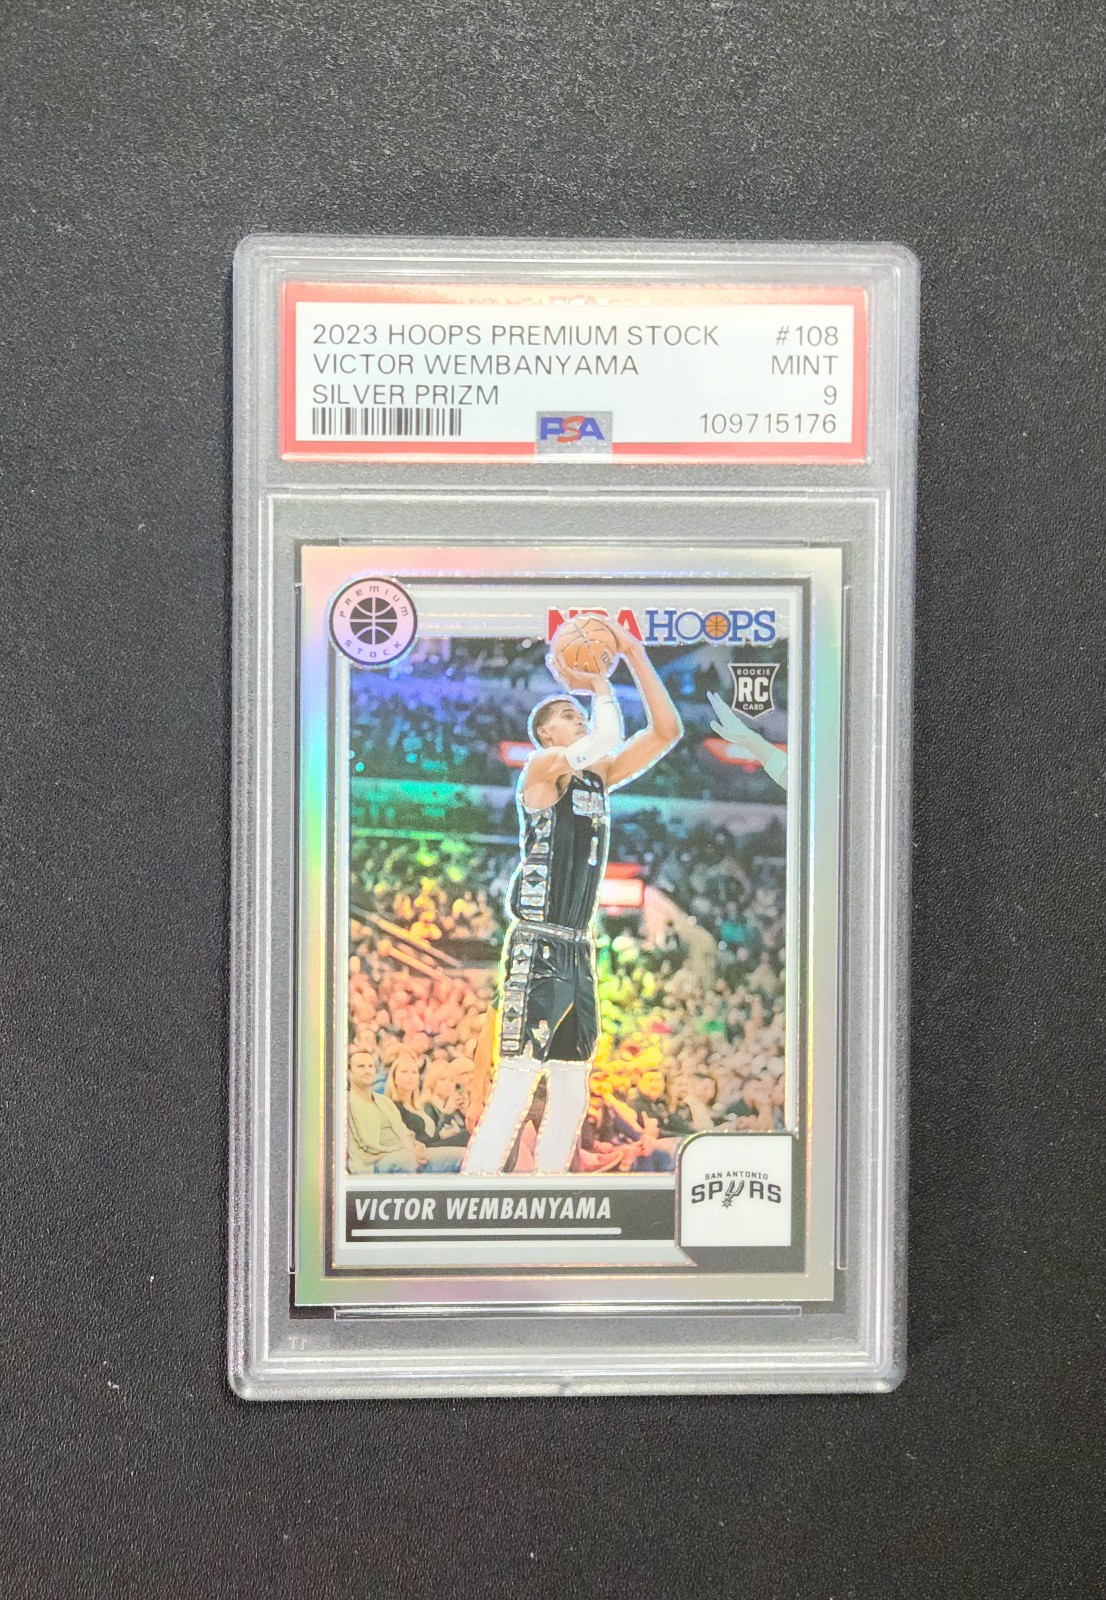 2023 HOOPS PREMIUM STOCK #108
VICTOR WEMBANYAMA MINT
SILVER PRIZM 9
PSA 109715176
PREMIUM
STOCK
NBA HOOPS
ROOKIE
RC
CARD
1
VICTOR WEMBANYAMA
SAN ANTONIO
SPURS